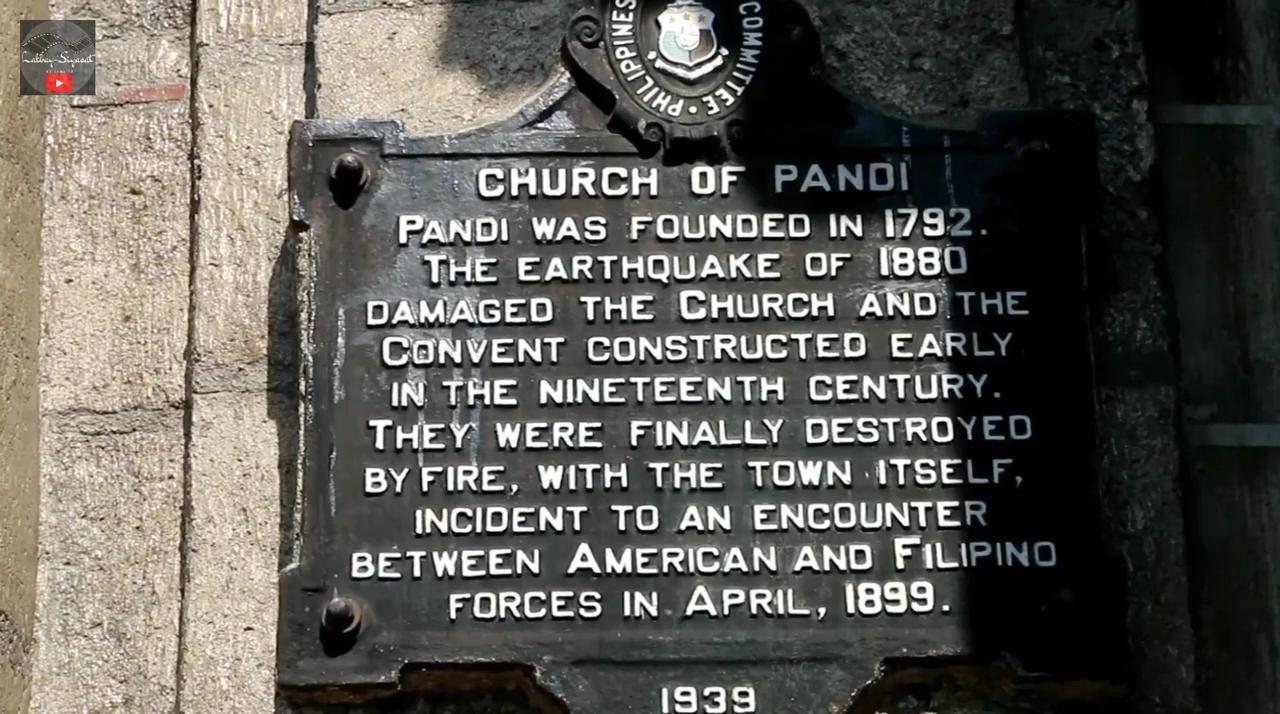 Lakbay-Siyasat
PHILIPPINES COMMITTEE
CHURCH OF PANDI
PANDI WAS FOUNDED IN 1792.
THE EARTHQUAKE OF 1880
DAMAGED THE CHURCH AND THE
CONVENT CONSTRUCTED EARLY
IN THE NINETEENTH CENTURY.
THEY WERE FINALLY DESTROYED
BY FIRE, WITH THE TOWN ITSELF,
INCIDENT TO AN ENCOUNTER
BETWEEN AMERICAN AND FILIPINO
FORCES IN APRIL, 1899.
1939